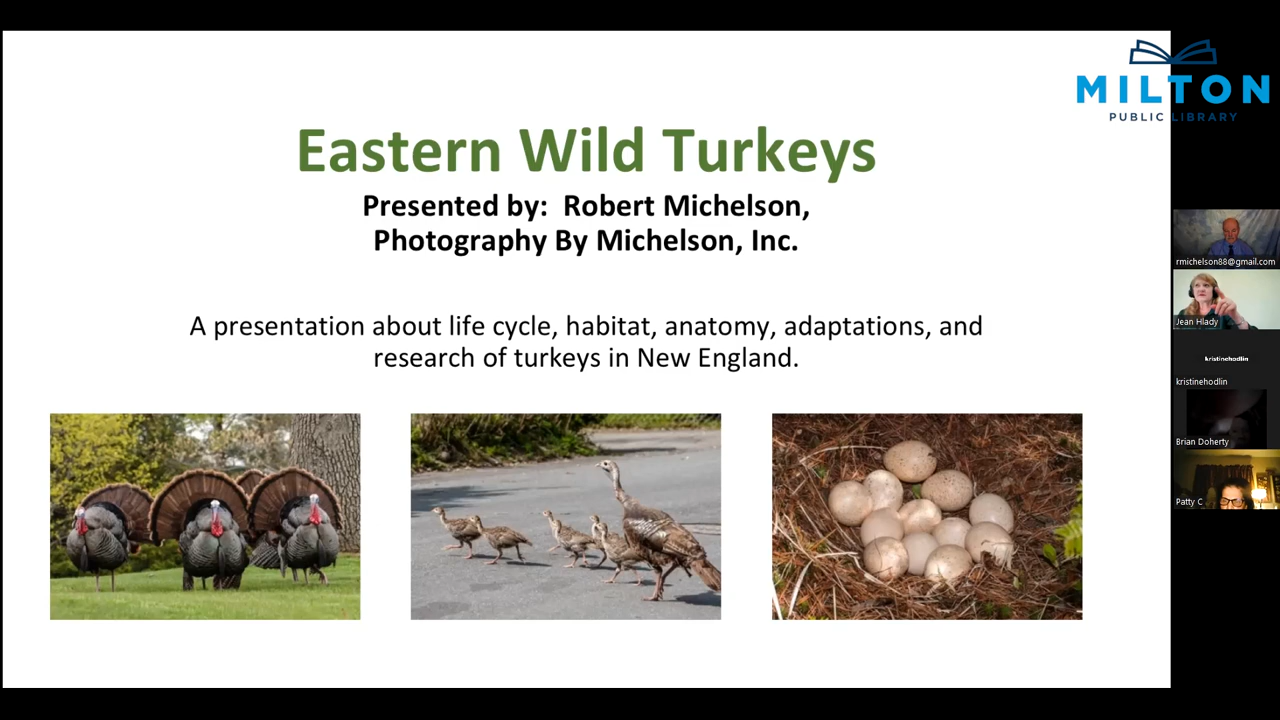 MILTON
PUBLIC LIBRARY
Eastern Wild Turkeys
Presented by:  Robert Michelson,
Photography By Michelson, Inc.
A presentation about life cycle, habitat, anatomy, adaptations, and
research of turkeys in New England.
rmichelson88@gmail.com
Jean Hlady
kristinehodlin
kristinehodlin
Brian Doherty
Patty C